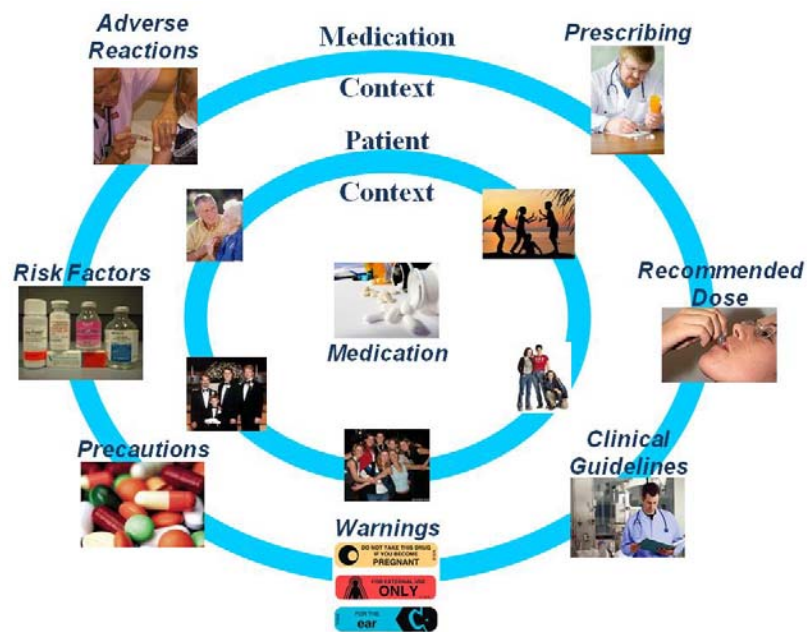 Adverse
Reactions
Medication
Context
Prescribing
Patient
Context
Risk Factors
Medication
Recommended
Dose
Precautions
Clinical
Guidelines
Warnings
DO NOT TAKE THIS DRUG
IF YOU BECOME
PREGNANT
FOR EXTERNAL USE
ONLY
FOR THE
ear